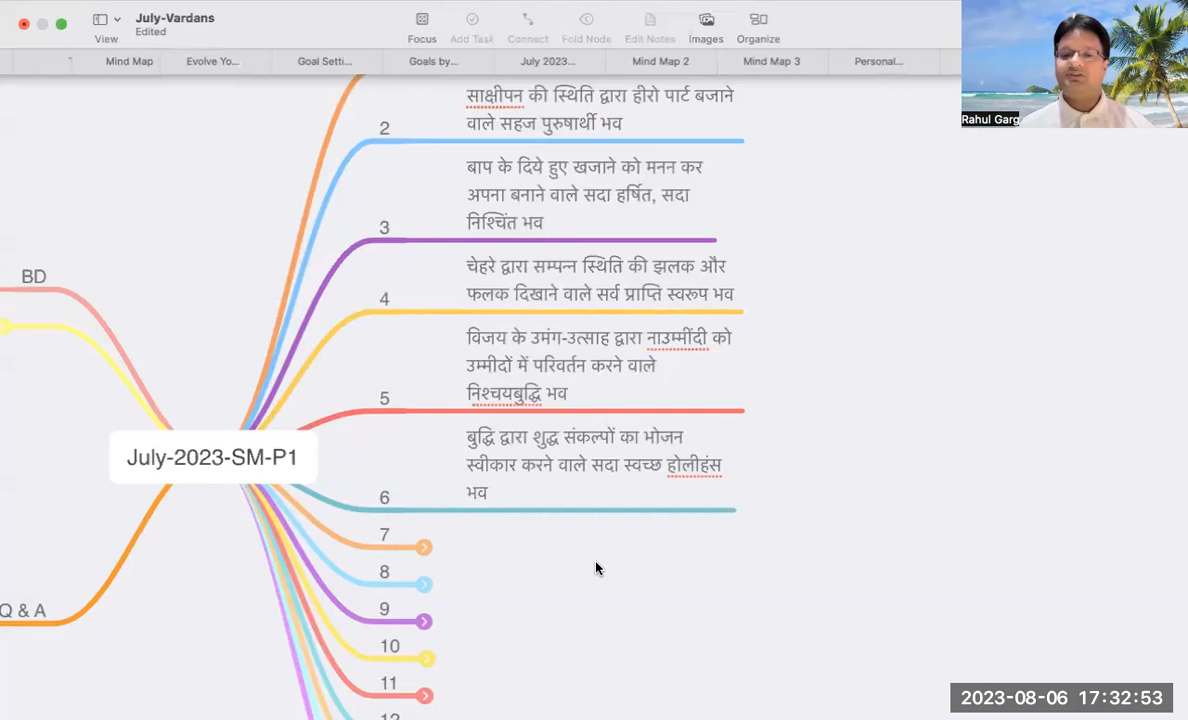 July-Vardans
Edited
View
Focus
Add Task
Connect
Fold Node
Edit Notes
Images
Organize
Mind Map
Evolve Yo...
Goal Setti...
Goals by...
July 2023...
Mind Map 2
Mind Map 3
Personal...
Rahul Garg
साक्षीपन की स्थिति द्वारा हीरो पार्ट बजाने
वाले सहज पुरुषार्थी भव
2
बाप के दिये हुए खजाने को मनन कर
अपना बनाने वाले सदा हर्षित, सदा
निश्चिंत भव
3
चेहरे द्वारा सम्पन्न स्थिति की झलक और
फलक दिखाने वाले सर्व प्राप्ति स्वरूप भव
4
विजय के उमंग-उत्साह द्वारा नाउम्मींदी को
उम्मीदों में परिवर्तन करने वाले
निश्चयबुद्धि भव
5
बुद्धि द्वारा शुद्ध संकल्पों का भोजन
स्वीकार करने वाले सदा स्वच्छ होलीहंस
भव
6
7
8
9
10
11
12
BD
July-2023-SM-P1
Q & A
2023-08-06 17:32:53